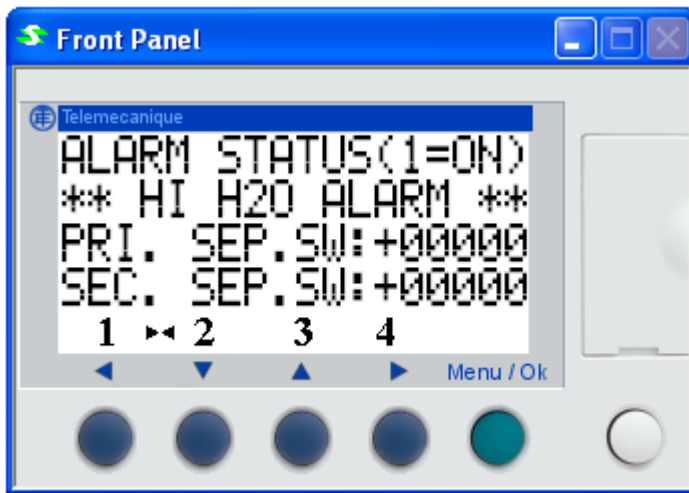 Front Panel
Telemecanique
ALARM STATUS(1=ON)
** HI H2O ALARM **
PRI. SEP.SW:+00000
SEC. SEP.SW:+00000
1 2 3 4
Menu / Ok